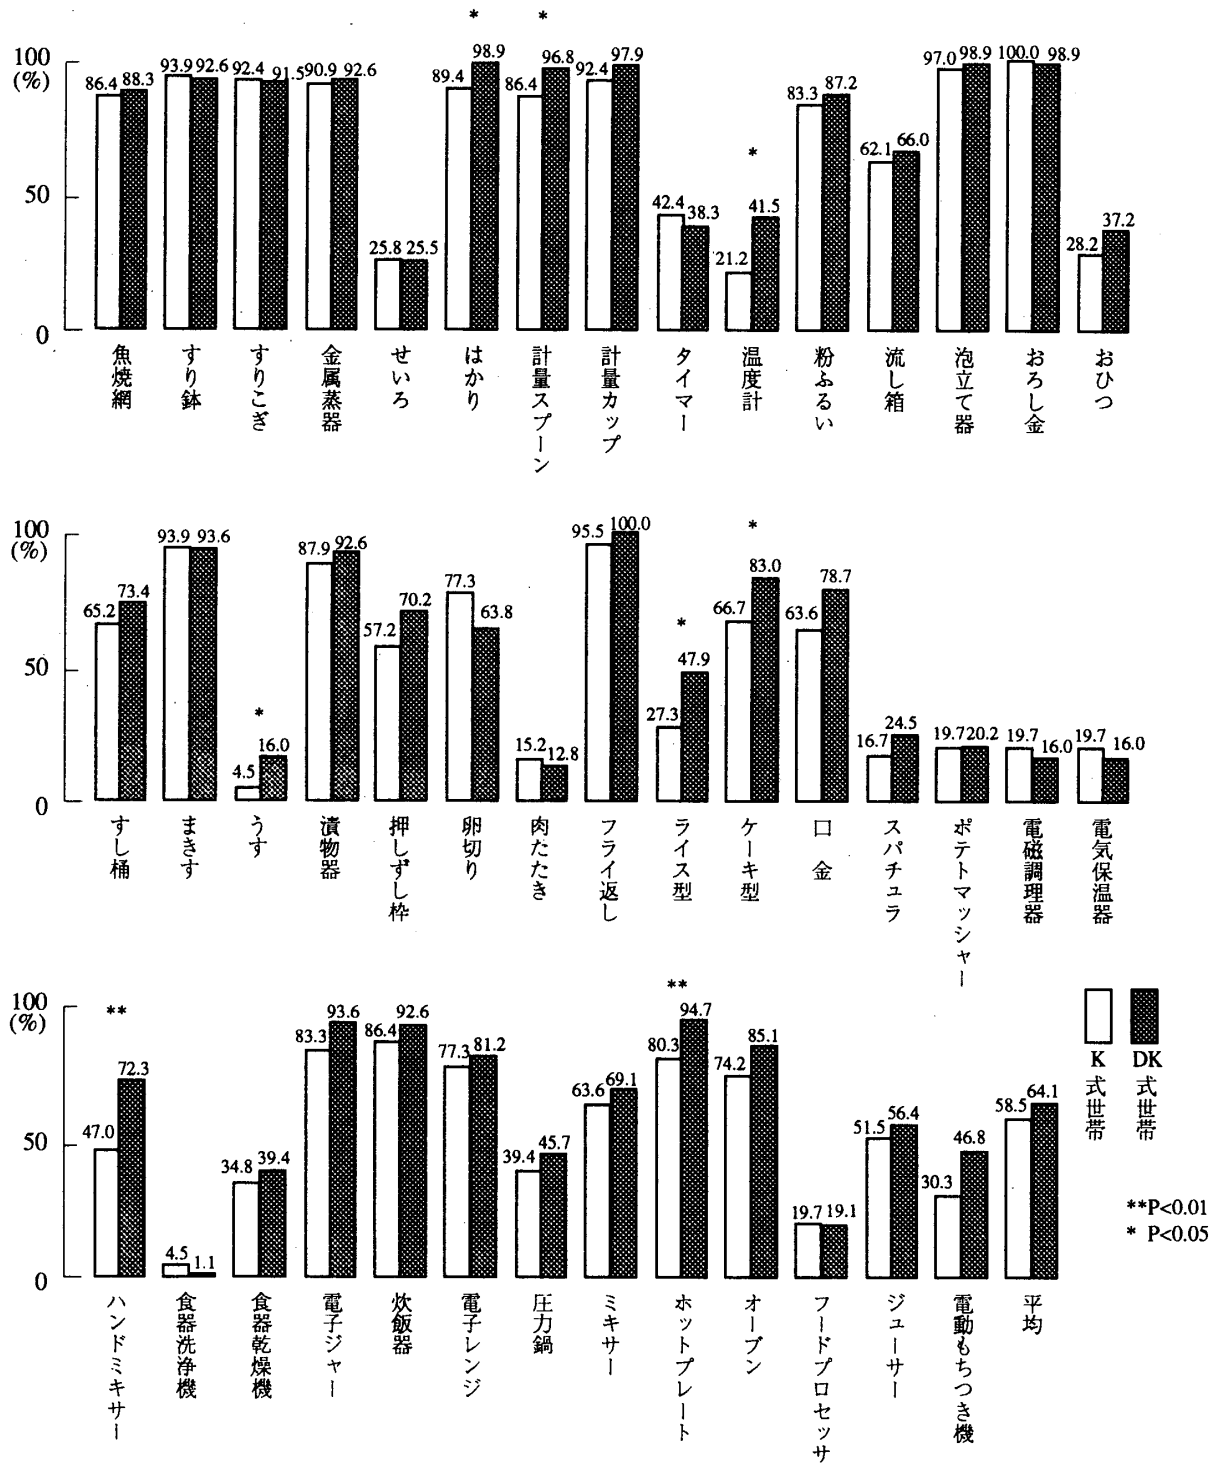 * *
100
(%)
50
0
86.4 88.3 93.9 92.6 92.4 91.5 90.9 92.6 25.8 25.5 89.4 98.9 86.4 96.8 92.4 97.9 42.4 38.3 21.2 * 41.5 83.3 87.2 62.1 66.0 97.0 98.9 100.0 98.9 28.2 37.2
魚焼網
すり鉢
すりこぎ
金属蒸器
せいろ
はかり
計量スプーン
計量カップ
タイマー
温度計
粉ふるい
流し箱
泡立て器
おろし金
おひつ
100
(%)
50
0
65.2 73.4 93.9 93.6 4.5 * 16.0 87.9 92.6 57.2 70.2 77.3 63.8 15.2 12.8 95.5 100.0 27.3 * 47.9 66.7 * 83.0 63.6 78.7 16.7 24.5 19.7 20.2 19.7 16.0 19.7 16.0
すし桶
まきす
うす
漬物器
押しずし枠
卵切り
肉たたき
フライ返し
ライス型
ケーキ型
口金
スパチュラ
ポテトマッシャー
電磁調理器
電気保温器
100
(%)
50
0
47.0 ** 72.3 4.5 1.1 34.8 39.4 83.3 93.6 86.4 92.6 77.3 81.2 39.4 45.7 63.6 69.1 80.3 ** 94.7 74.2 85.1 19.7 19.1 51.5 56.4 30.3 46.8 58.5 64.1
ハンドミキサー
食器洗浄機
食器乾燥機
電子ジャー
炊飯器
電子レンジ
圧力鍋
ミキサー
ホットプレート
オーブン
フードプロセッサ
ジューサー
電動もちつき機
平均
K式世帯
DK式世帯
**P<0.01
* P<0.05